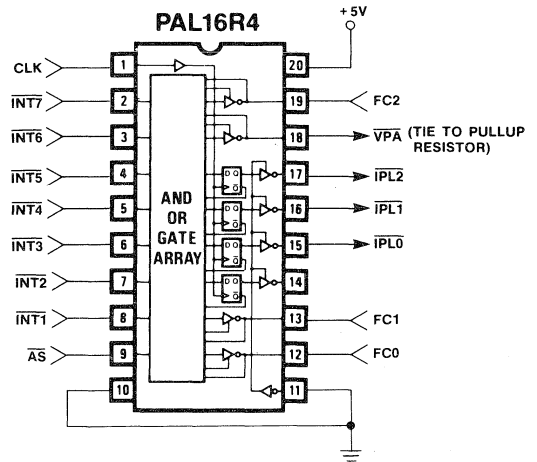 PAL16R4
+5V
CLK 1 20
INT7 2 19 FC2
INT6 3 18 VPA (TIE TO PULLUP
RESISTOR)
INT5 4 D Q Q 17 IPL2
INT4 5 D Q Q 16 IPL1
INT3 6 D Q Q 15 IPL0
INT2 7 D Q Q 14
AND
OR
GATE
ARRAY
INT1 8 13 FC1
AS 9 12 FC0
10 11